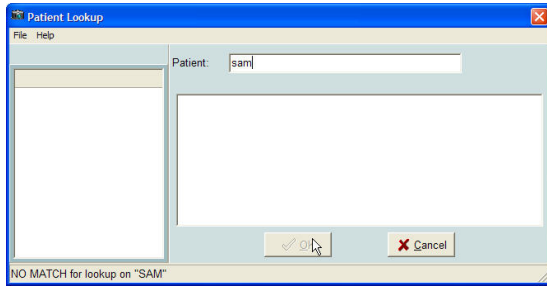 Patient Lookup
File Help
Patient: sam
Cancel
NO MATCH for lookup on "SAM"